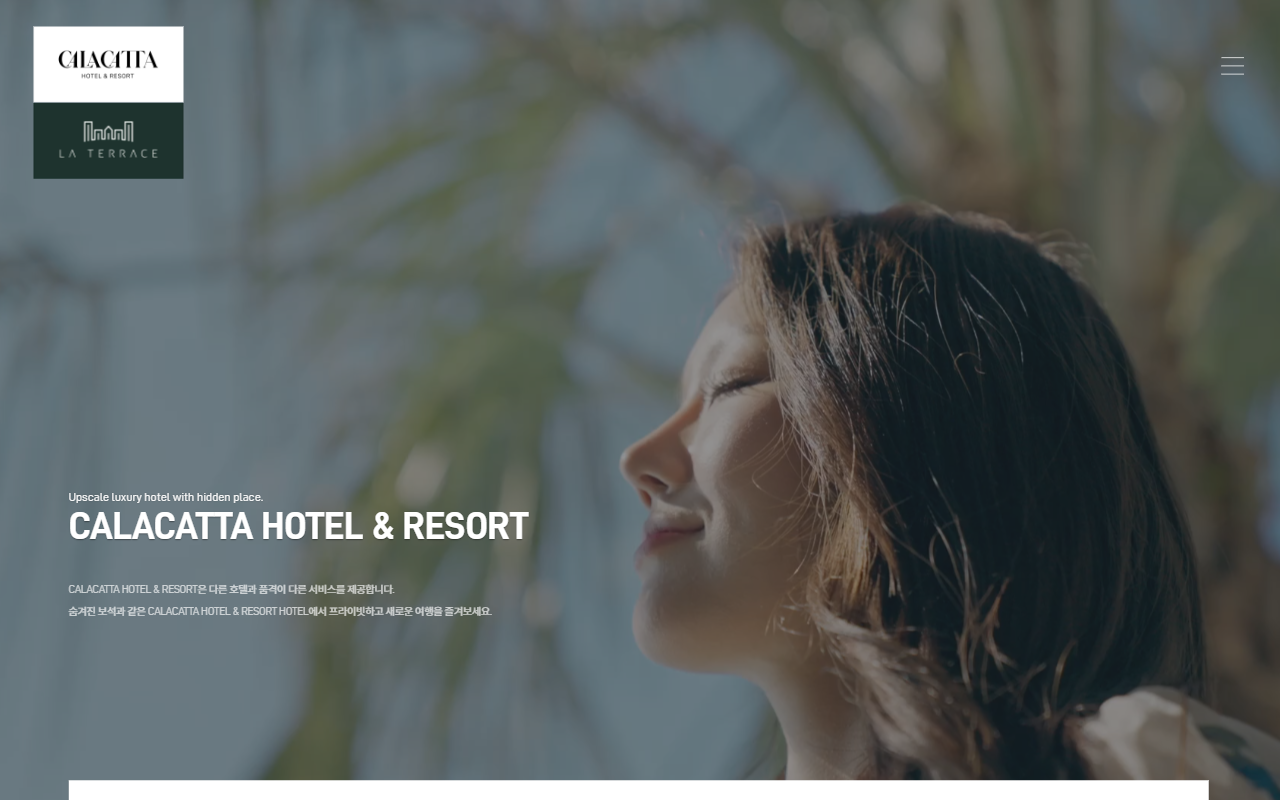 CALACATTA
HOTEL & RESORT
LA TERRACE
Upscale luxury hotel with hidden place.
CALACATTA HOTEL & RESORT
CALACATTA HOTEL & RESORT은 다른 호텔과 품격이 다른 서비스를 제공합니다.
숨겨진 보석과 같은 CALACATTA HOTEL & RESORT HOTEL에서 프라이빗하고 새로운 여행을 즐겨보세요.